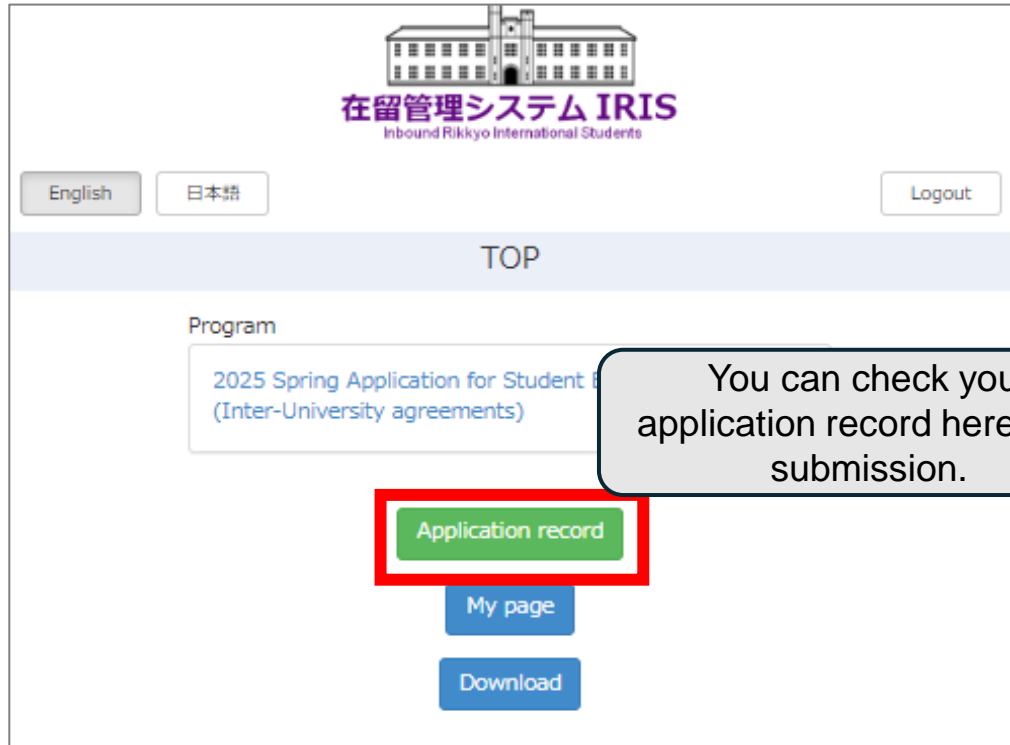 在留管理システム IRIS
Inbound Rikkyo International Students
English
日本語
Logout
TOP
Program
2025 Spring Application for Student
(Inter-University agreements)
You can check you
application record here
submission.
Application record
My page
Download